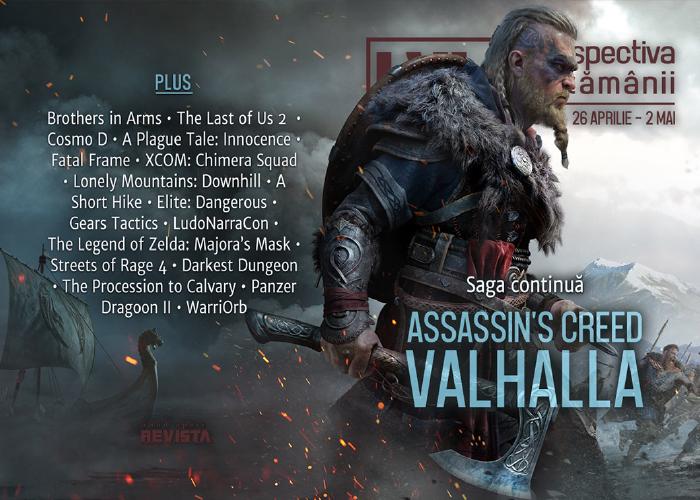 PLUS
Brothers in Arms • The Last of Us 2 •
Cosmo D • A Plague Tale: Innocence •
Fatal Frame • XCOM: Chimera Squad
• Lonely Mountains: Downhill • A
Short Hike • Elite: Dangerous •
Gears Tactics • LudoNarraCon •
The Legend of Zelda: Majora's Mask •
Streets of Rage 4 • Darkest Dungeon
• The Procession to Calvary • Panzer
Dragoon II • WarriOrb
REVISTA
spectiva
tămânii
26 APRILIE - 2 MAI
Saga continuă
ASSASSIN'S CREED
VALHALLA